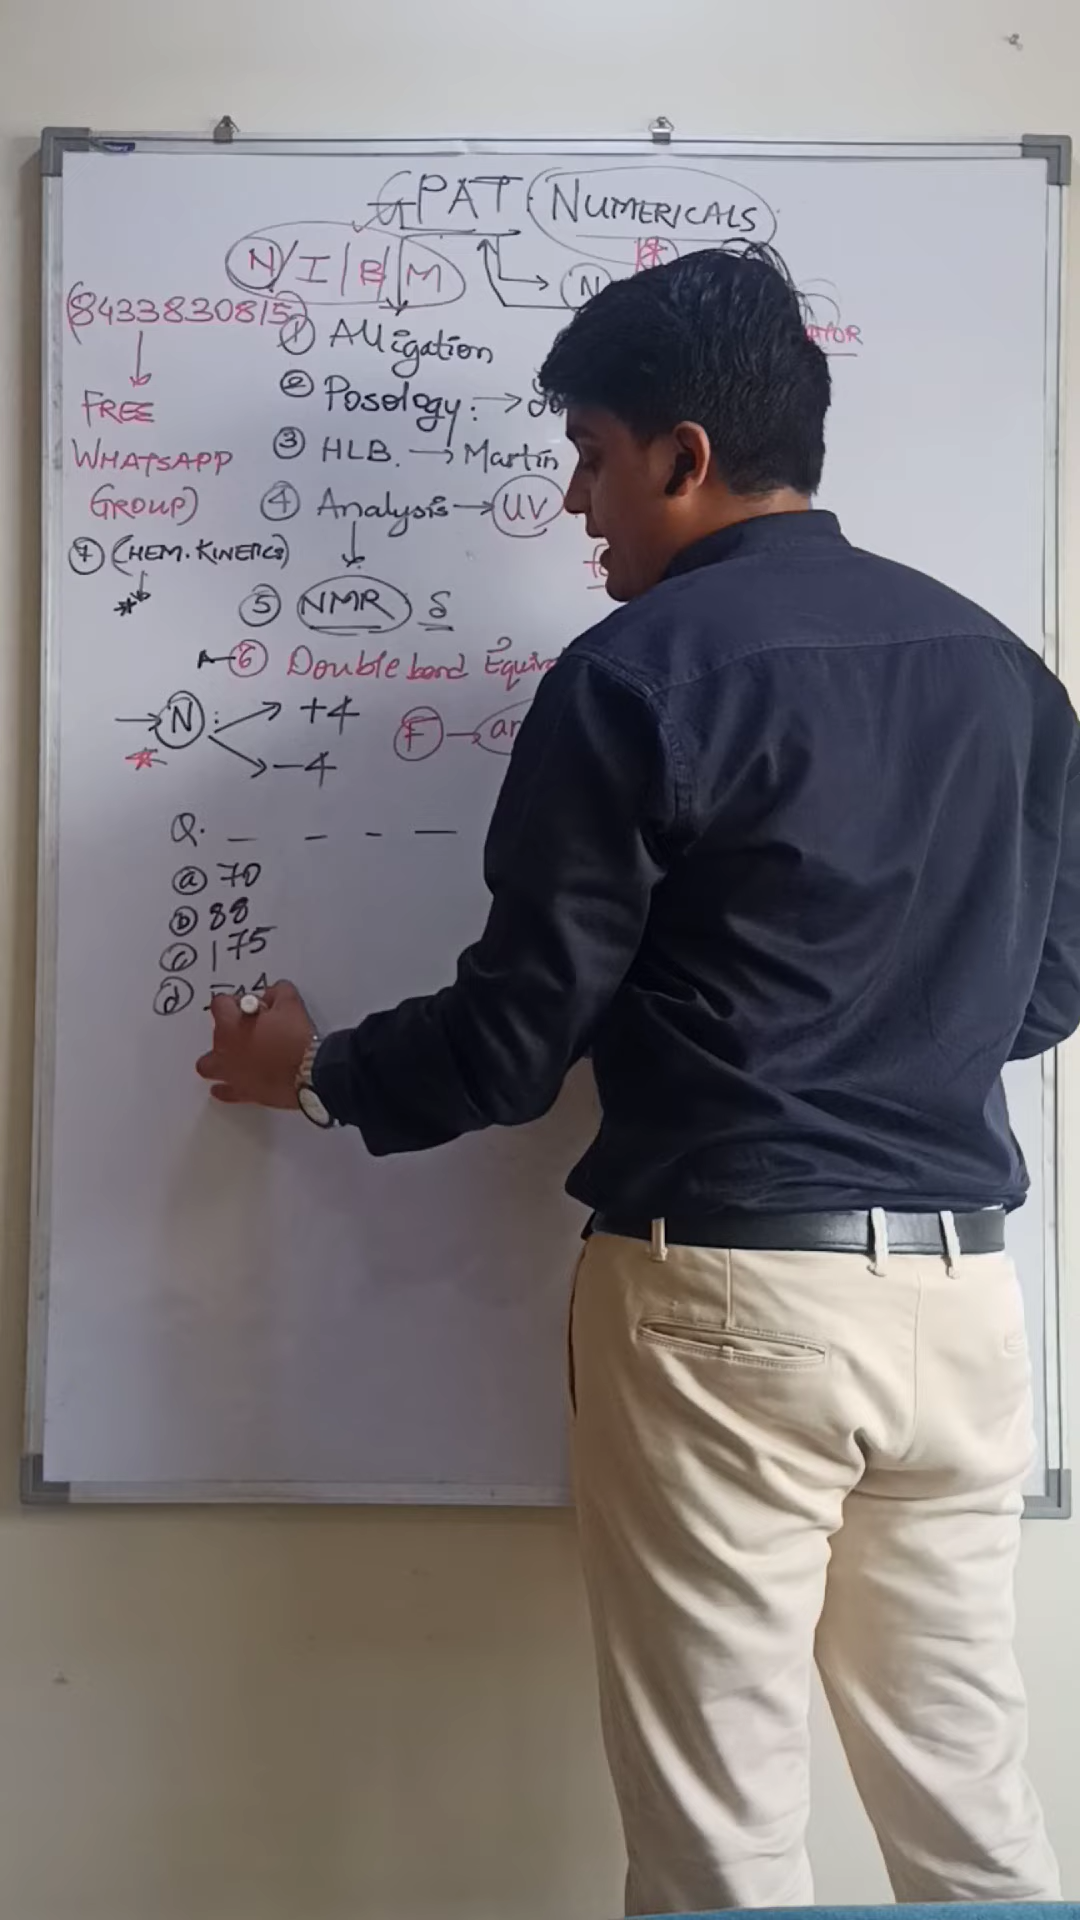 GPAT NUMERICALS
N/I/B/M
N
(8433830815)
ATOR
① Alligation
FREE
② Posology: →
WHATSAPP
③ HLB. → Martin
GROUP)
④ Analysis → UV
⑦ CHEM. KINETICS)
⑤ NMR δ
⑥ Double bond
→ N : → +4
→ -4
F →
Q. _ _ _ _
ⓐ 70
ⓑ 88
ⓒ 175
ⓓ